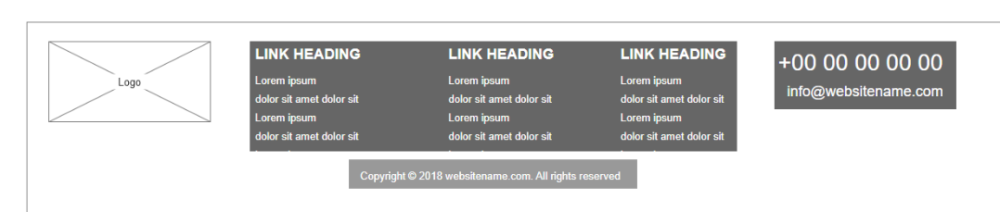 Logo
LINK HEADING
Lorem ipsum
dolor sit amet dolor sit
Lorem ipsum
dolor sit amet dolor sit
LINK HEADING
Lorem ipsum
dolor sit amet dolor sit
Lorem ipsum
dolor sit amet dolor sit
LINK HEADING
Lorem ipsum
dolor sit amet dolor sit
Lorem ipsum
dolor sit amet dolor sit
+00 00 00 00 00
info@websitename.com
Copyright © 2018 websitename.com. All rights reserved